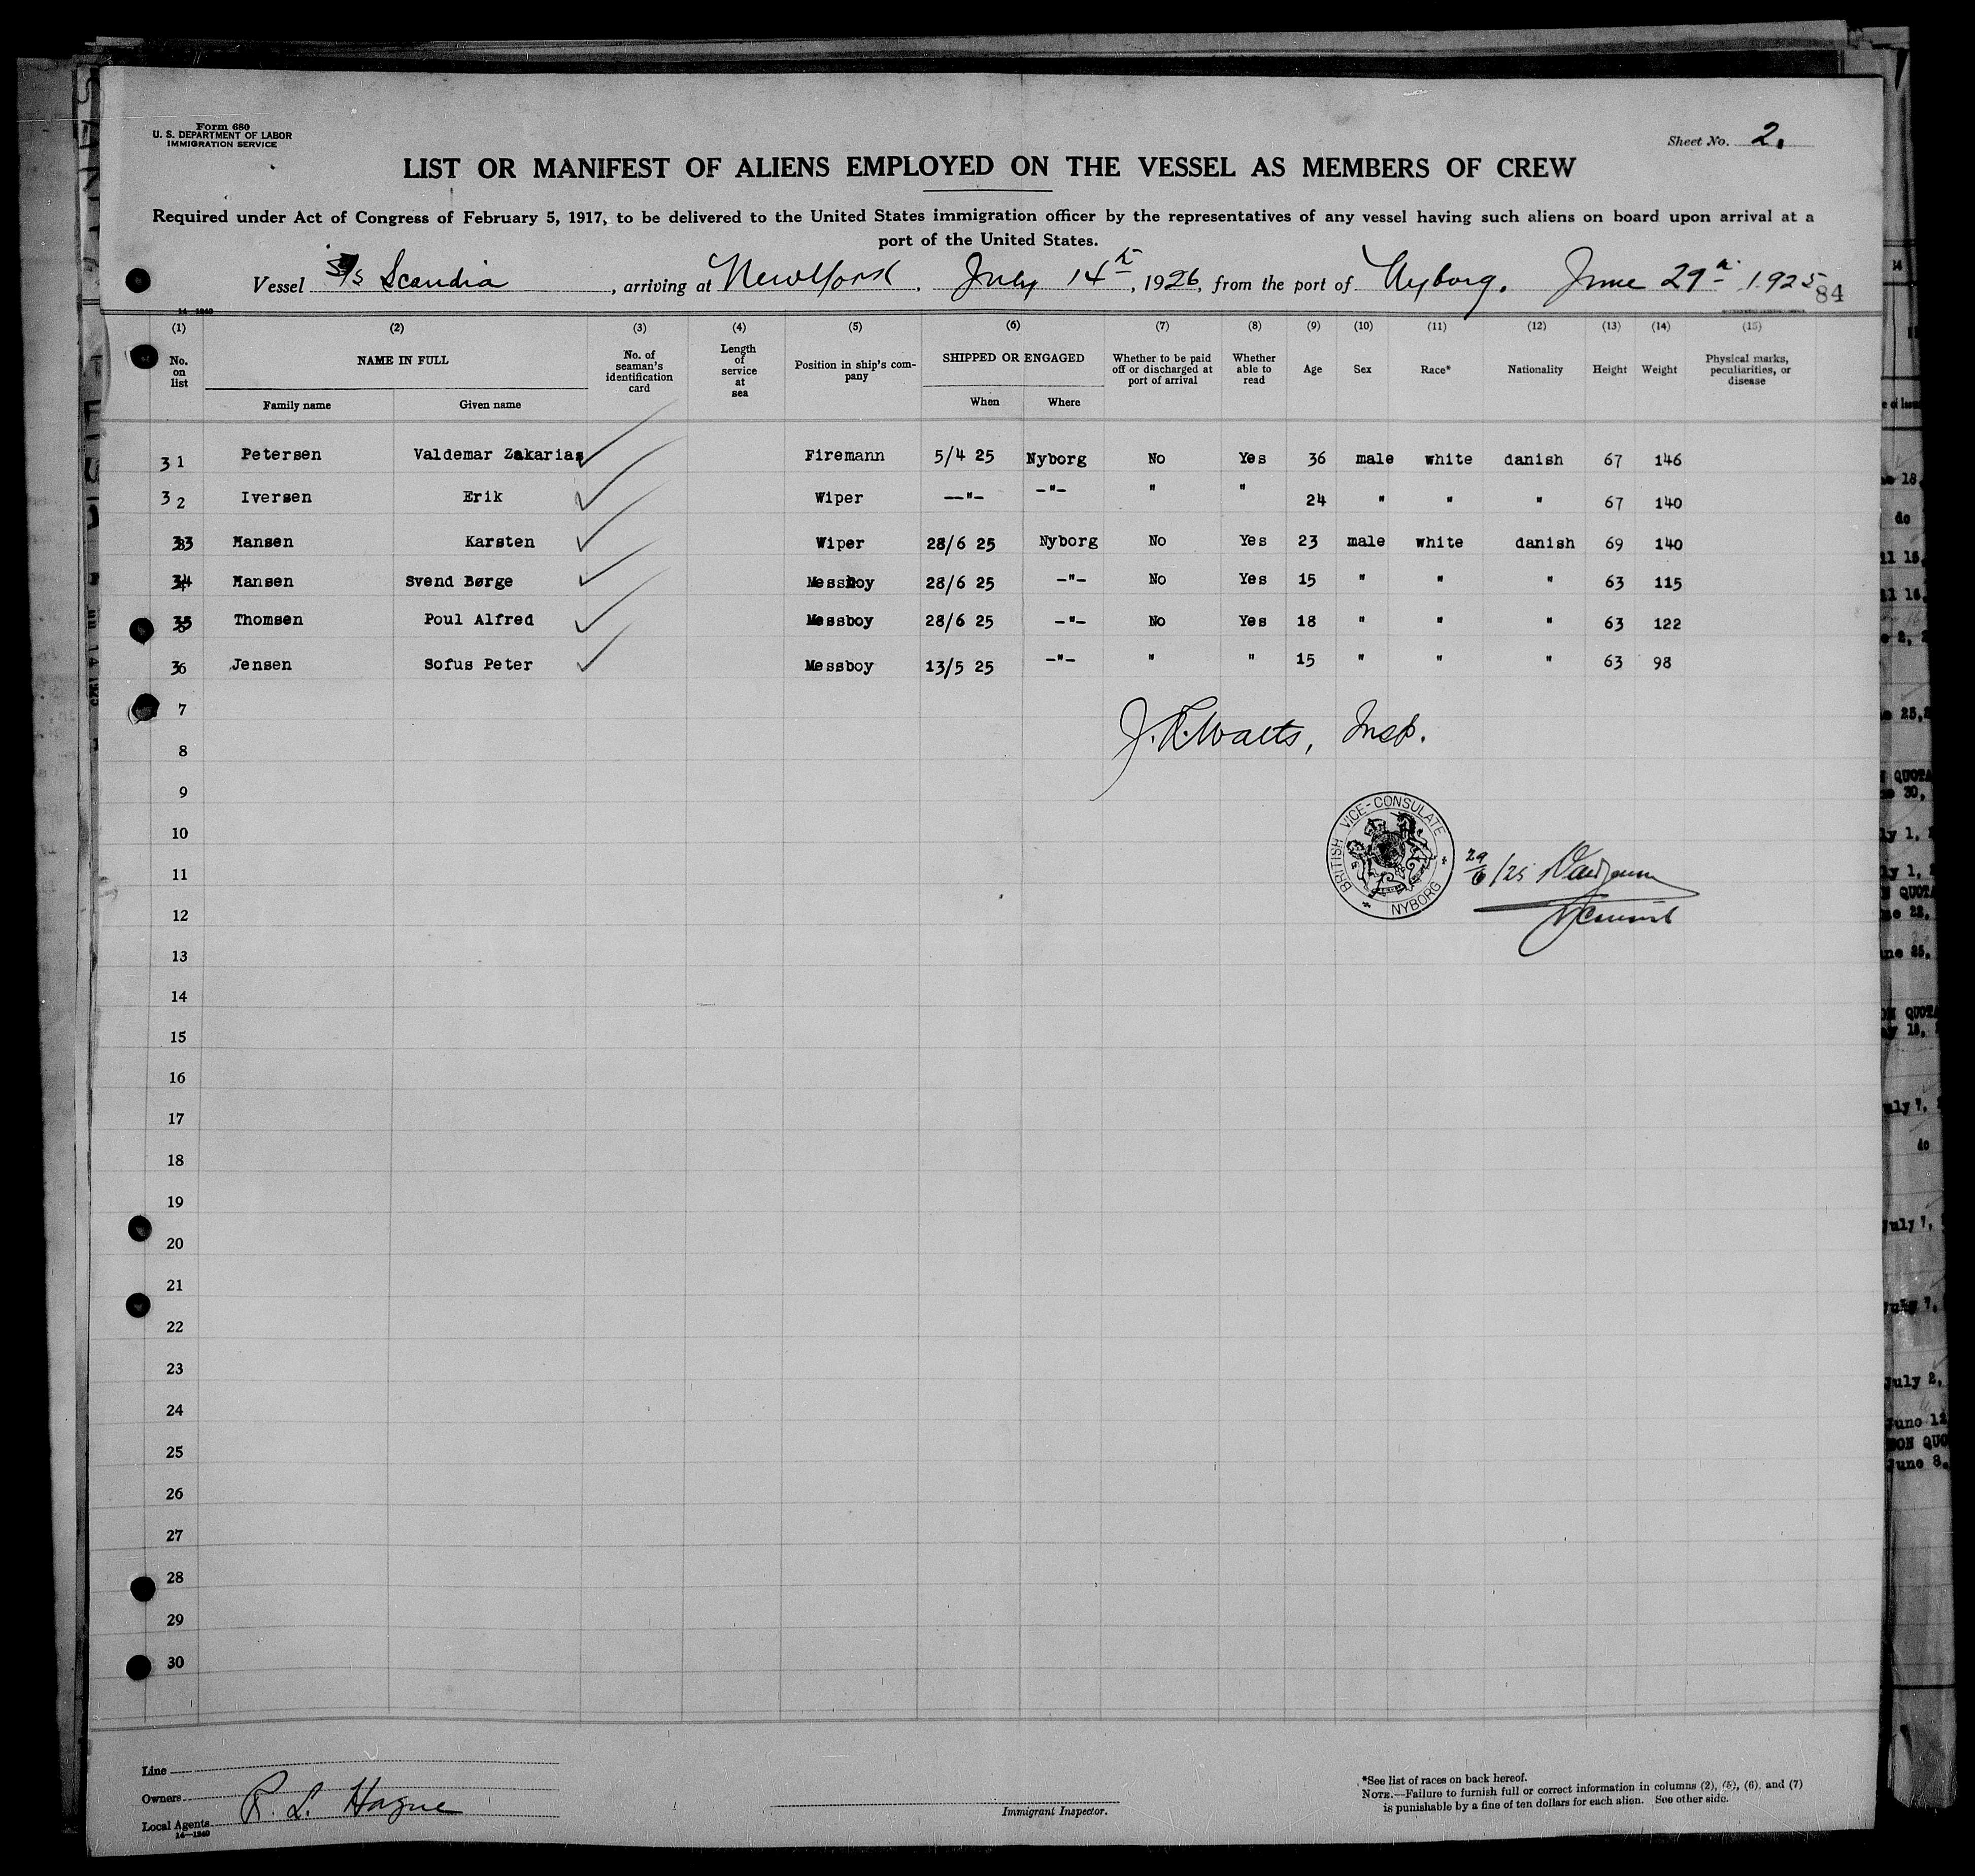 Form 680
U. S. DEPARTMENT OF LABOR
IMMIGRATION SERVICE
Sheet No. 2.
LIST OR MANIFEST OF ALIENS EMPLOYED ON THE VESSEL AS MEMBERS OF CREW
Required under Act of Congress of February 5, 1917, to be delivered to the United States immigration officer by the representatives of any vessel having such aliens on board upon arrival at a
port of the United States.
Vessel S/S Scandia, arriving at New York, July 14th, 1926, from the port of Nyborg. June 29th 1925
84
14—1240
(1) (2) (3) (4) (5) (6) (7) (8) (9) (10) (11) (12) (13) (14) (15)
No. on list NAME IN FULL No. of seaman's identification card Length of service at sea Position in ship's company SHIPPED OR ENGAGED Whether to be paid off or discharged at port of arrival Whether able to read Age Sex Race* Nationality Height Weight Physical marks, peculiarities, or disease
Family name Given name When Where
31 Petersen Valdemar Zakarias Firemann 5/4 25 Nyborg No Yes 36 male white danish 67 146
32 Iversen Erik Wiper —"— —"— " " 24 " " " 67 140
33 Hansen Karsten Wiper 28/6 25 Nyborg No Yes 23 male white danish 69 140
34 Hansen Svend Børge Messboy 28/6 25 —"— No Yes 15 " " " 63 115
35 Thomsen Poul Alfred Messboy 28/6 25 —"— No Yes 18 " " " 63 122
36 Jensen Sofus Peter Messboy 13/5 25 —"— " " 15 " " " 63 98
7
J. R. Watts, Insp.
8
9
10
BRITISH VICE-CONSULATE NYBORG
29/6/25
11
12
13
14
15
16
17
18
19
20
21
22
23
24
25
26
27
28
29
30
Line
Owners
R. L. Hague
Local Agents
14—1240
Immigrant Inspector.
*See list of races on back hereof.
NOTE.—Failure to furnish full or correct information in columns (2), (5), (6), and (7)
is punishable by a fine of ten dollars for each alien. See other side.